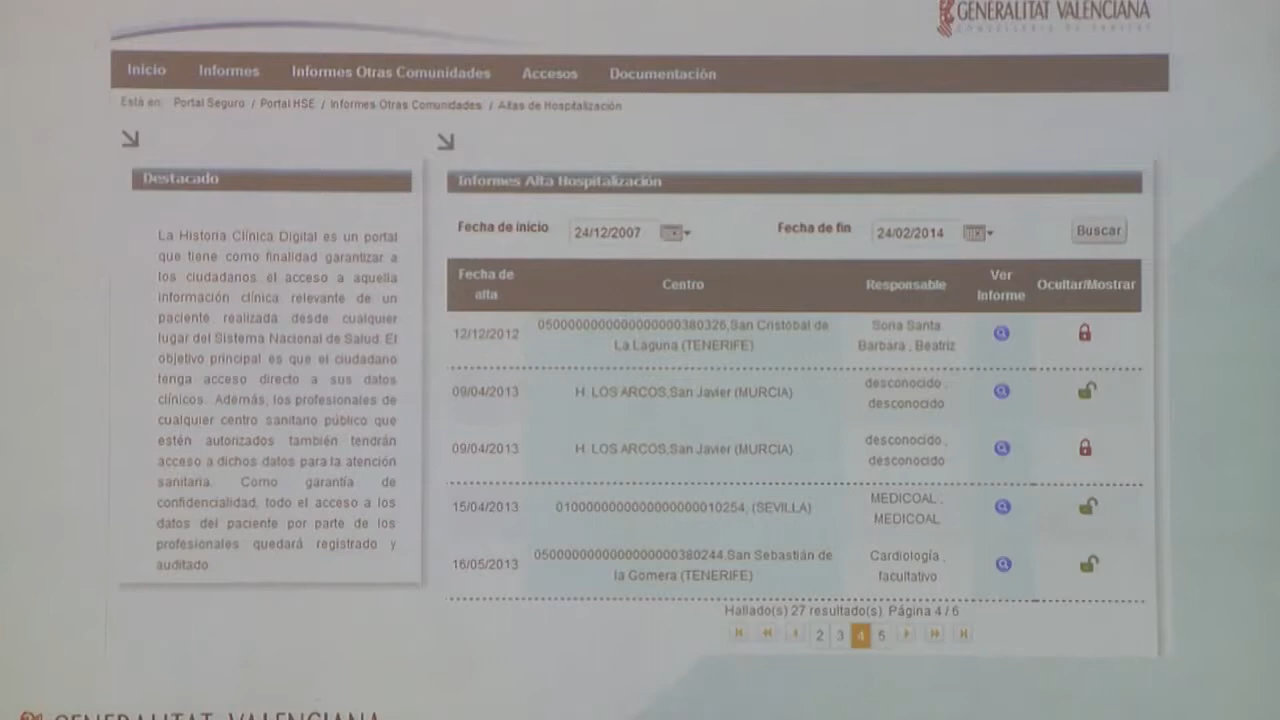 GENERALITAT VALENCIANA
CONSELLERIA DE SANITAT
Inicio Informes Informes Otras Comunidades Accesos Documentación
Está en: Portal Seguro / Portal HSE / Informes Otras Comunidades / Altas de Hospitalización
Destacado
La Historia Clínica Digital es un portal
que tiene como finalidad garantizar a
los ciudadanos el acceso a aquella
información clínica relevante de un
paciente realizada desde cualquier
lugar del Sistema Nacional de Salud. El
objetivo principal es que el ciudadano
tenga acceso directo a sus datos
clínicos. Además, los profesionales de
cualquier centro sanitario público que
estén autorizados también tendrán
acceso a dichos datos para la atención
sanitaria. Como garantía de
confidencialidad, todo el acceso a los
datos del paciente por parte de los
profesionales quedará registrado y
auditado.
Informes Alta Hospitalización
Fecha de inicio 24/12/2007 Fecha de fin 24/02/2014 Buscar
Fecha de alta Centro Responsable Ver Informe Ocultar/Mostrar
12/12/2012 0500000000000000000380326,San Cristóbal de
La Laguna (TENERIFE) Soria Santa
Barbara , Beatriz
09/04/2013 H. LOS ARCOS,San Javier (MURCIA) desconocido ,
desconocido
09/04/2013 H. LOS ARCOS,San Javier (MURCIA) desconocido ,
desconocido
15/04/2013 0100000000000000000010254, (SEVILLA) MEDICOAL ,
MEDICOAL
16/05/2013 0500000000000000000380244,San Sebastián de
la Gomera (TENERIFE) Cardiología ,
facultativo
Hallado(s) 27 resultado(s). Página 4 / 6
2 3 4 5
GENERALITAT VALENCIANA